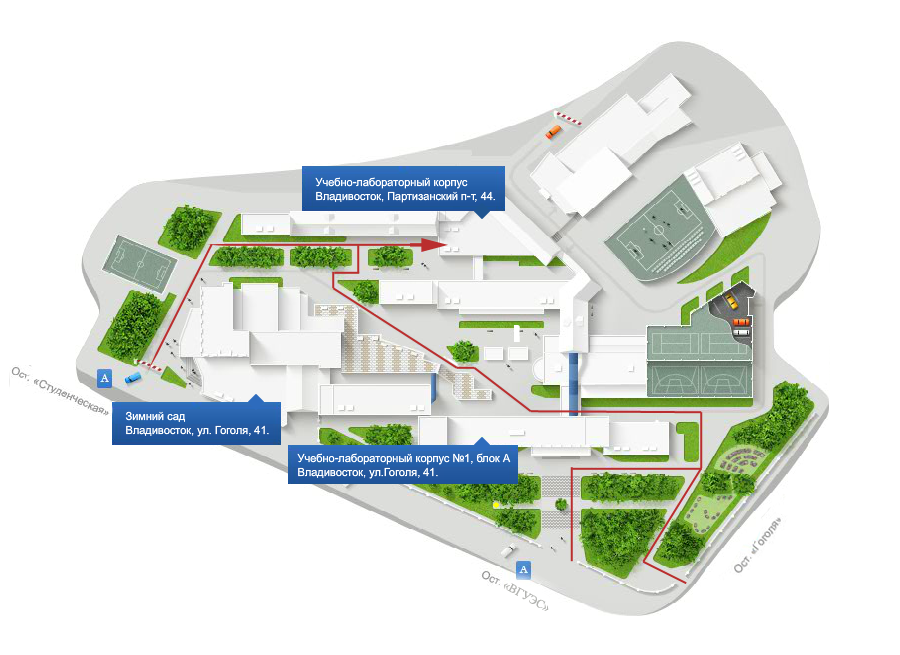 Учебно-лабораторный корпус
Владивосток, Партизанский п-т, 44.
Ост. «Студенческая»
А
Зимний сад
Владивосток, ул. Гоголя, 41.
Учебно-лабораторный корпус №1, блок А
Владивосток, ул.Гоголя, 41.
Ост. «Гоголя»
А
Ост. «ВГУЭС»